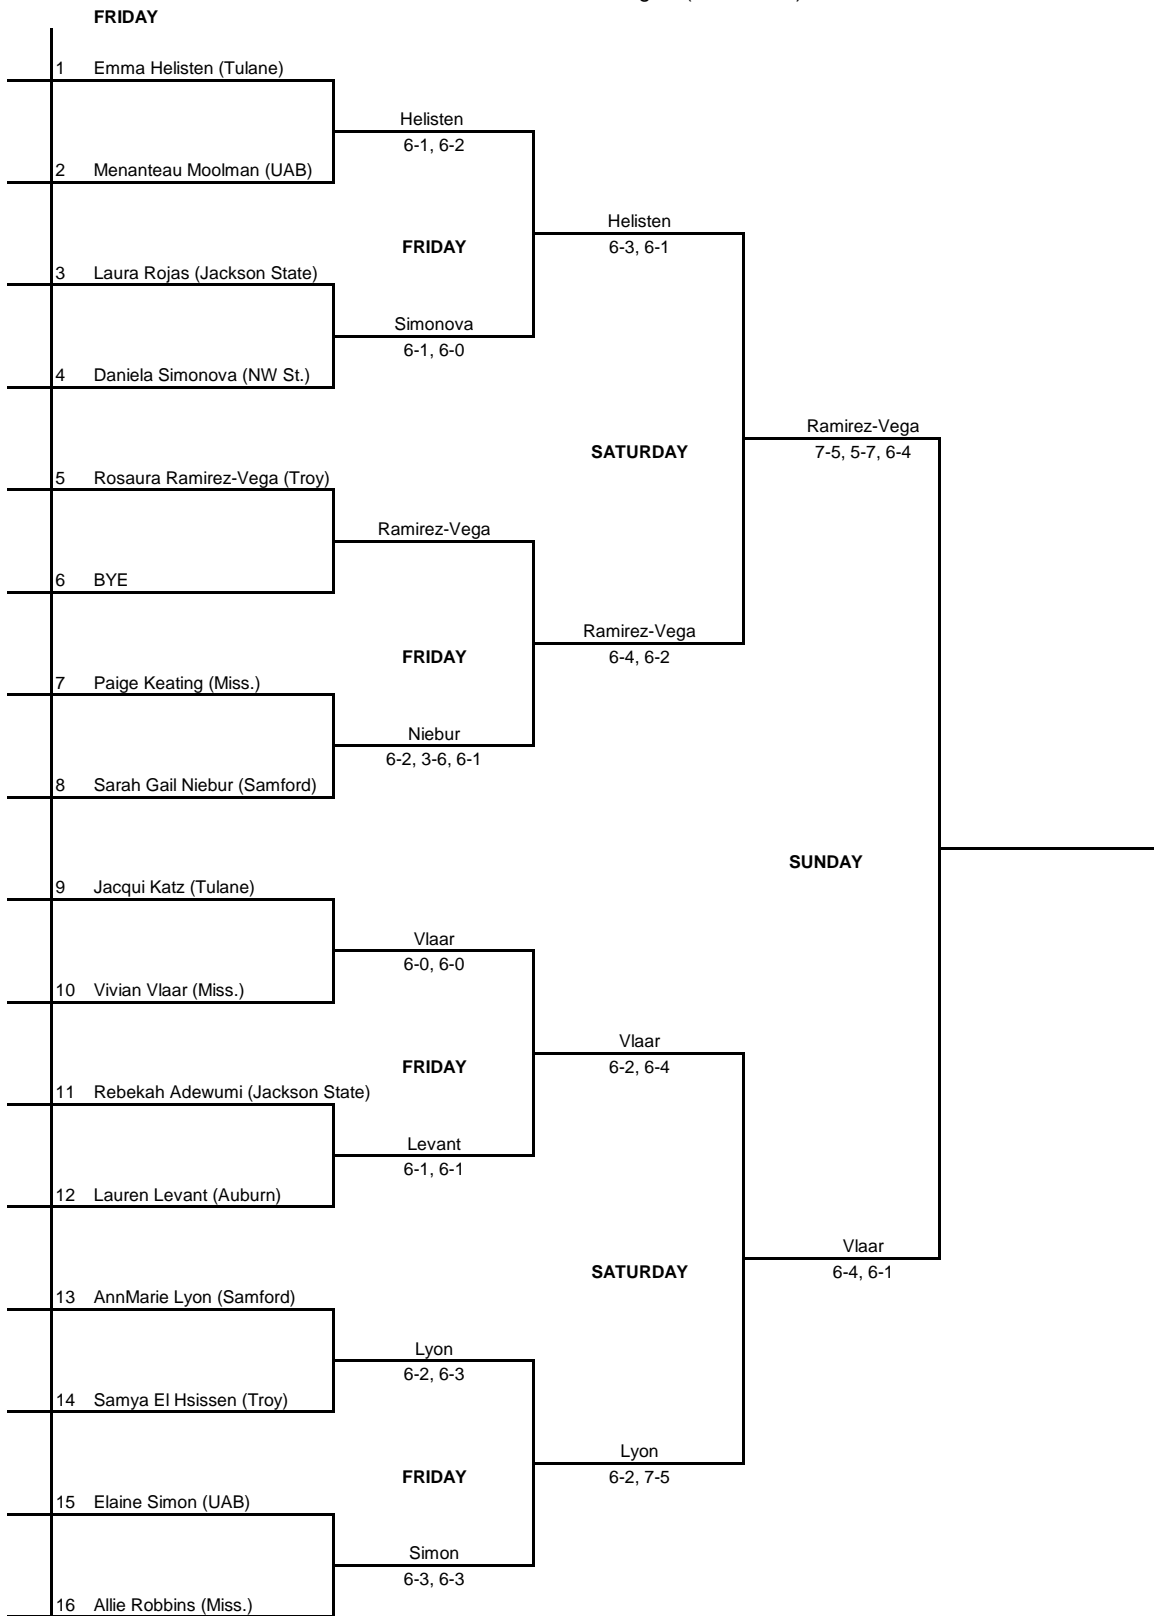 FRIDAY
1 Emma Helisten (Tulane)
Helisten
6-1, 6-2
2 Menanteau Moolman (UAB)
Helisten
FRIDAY
6-3, 6-1
3 Laura Rojas (Jackson State)
Simonova
6-1, 6-0
4 Daniela Simonova (NW St.)
Ramirez-Vega
SATURDAY
7-5, 5-7, 6-4
5 Rosaura Ramirez-Vega (Troy)
Ramirez-Vega
6 BYE
Ramirez-Vega
FRIDAY
6-4, 6-2
7 Paige Keating (Miss.)
Niebur
6-2, 3-6, 6-1
8 Sarah Gail Niebur (Samford)
SUNDAY
9 Jacqui Katz (Tulane)
Vlaar
6-0, 6-0
10 Vivian Vlaar (Miss.)
Vlaar
FRIDAY
6-2, 6-4
11 Rebekah Adewumi (Jackson State)
Levant
6-1, 6-1
12 Lauren Levant (Auburn)
Vlaar
SATURDAY
6-4, 6-1
13 AnnMarie Lyon (Samford)
Lyon
6-2, 6-3
14 Samya El Hsissen (Troy)
Lyon
FRIDAY
6-2, 7-5
15 Elaine Simon (UAB)
Simon
6-3, 6-3
16 Allie Robbins (Miss.)